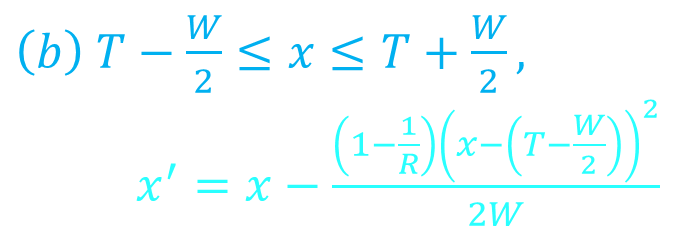 (b) T − W/2 ≤ x ≤ T + W/2,
x′ = x − (1−1/R)(x−(T−W/2))²/2W